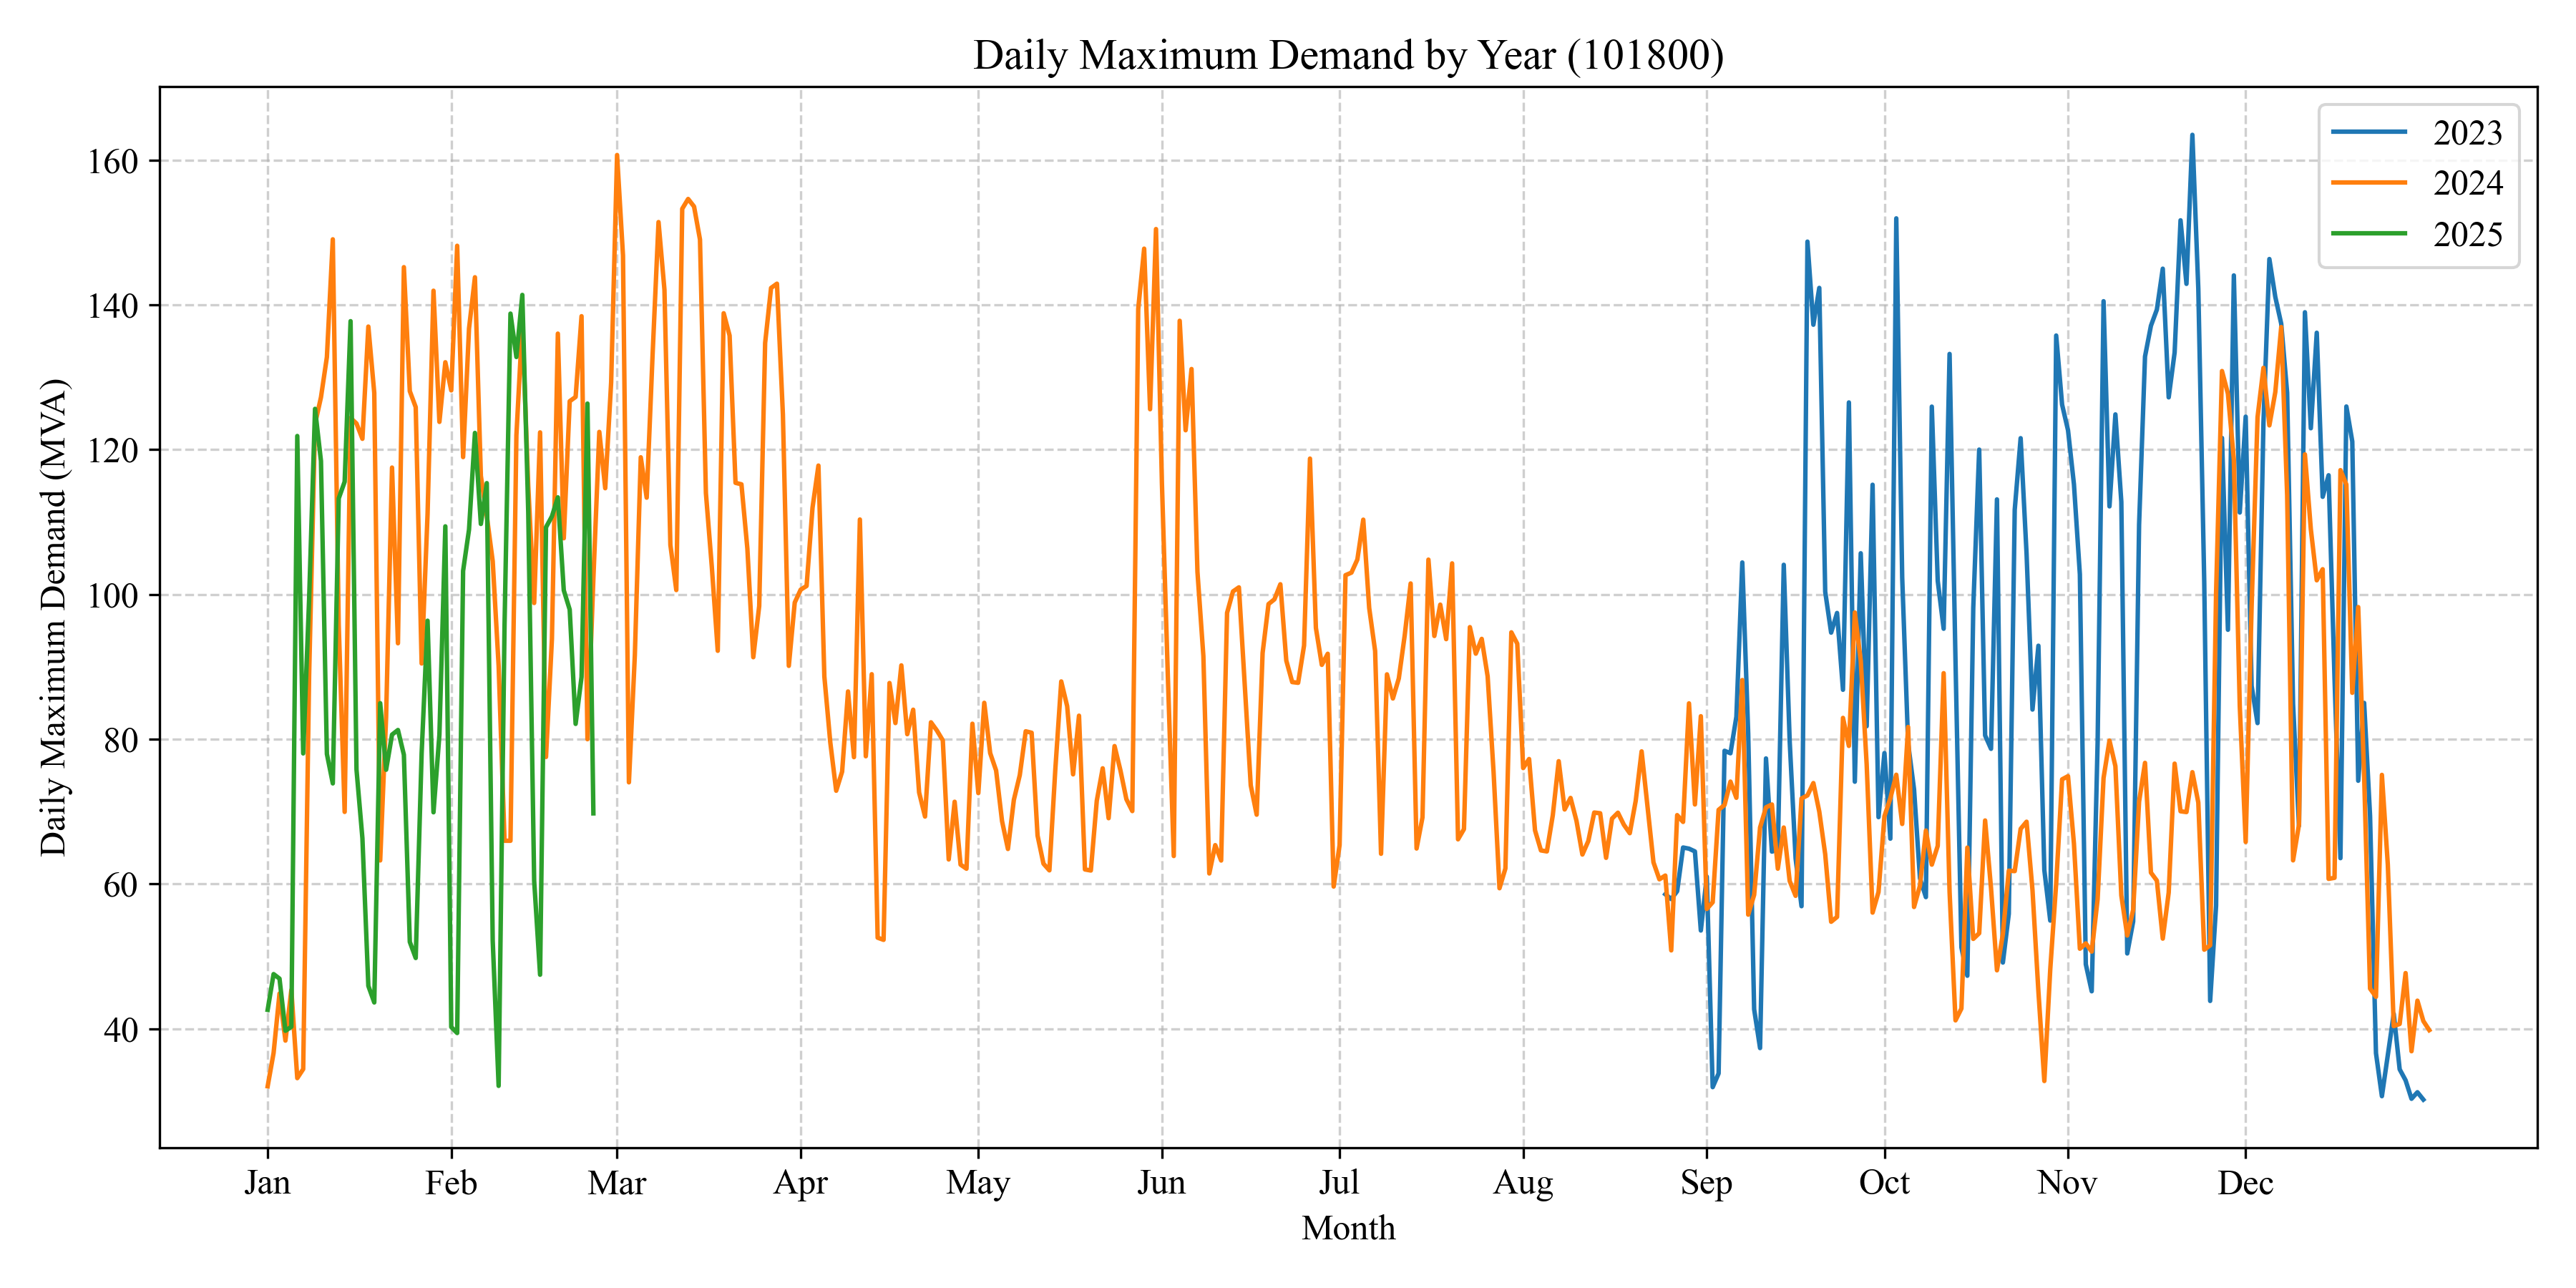 Daily Maximum Demand by Year (101800)
2023
2024
2025
Daily Maximum Demand (MVA)
160
140
120
100
80
60
40
Jan Feb Mar Apr May Jun Jul Aug Sep Oct Nov Dec
Month